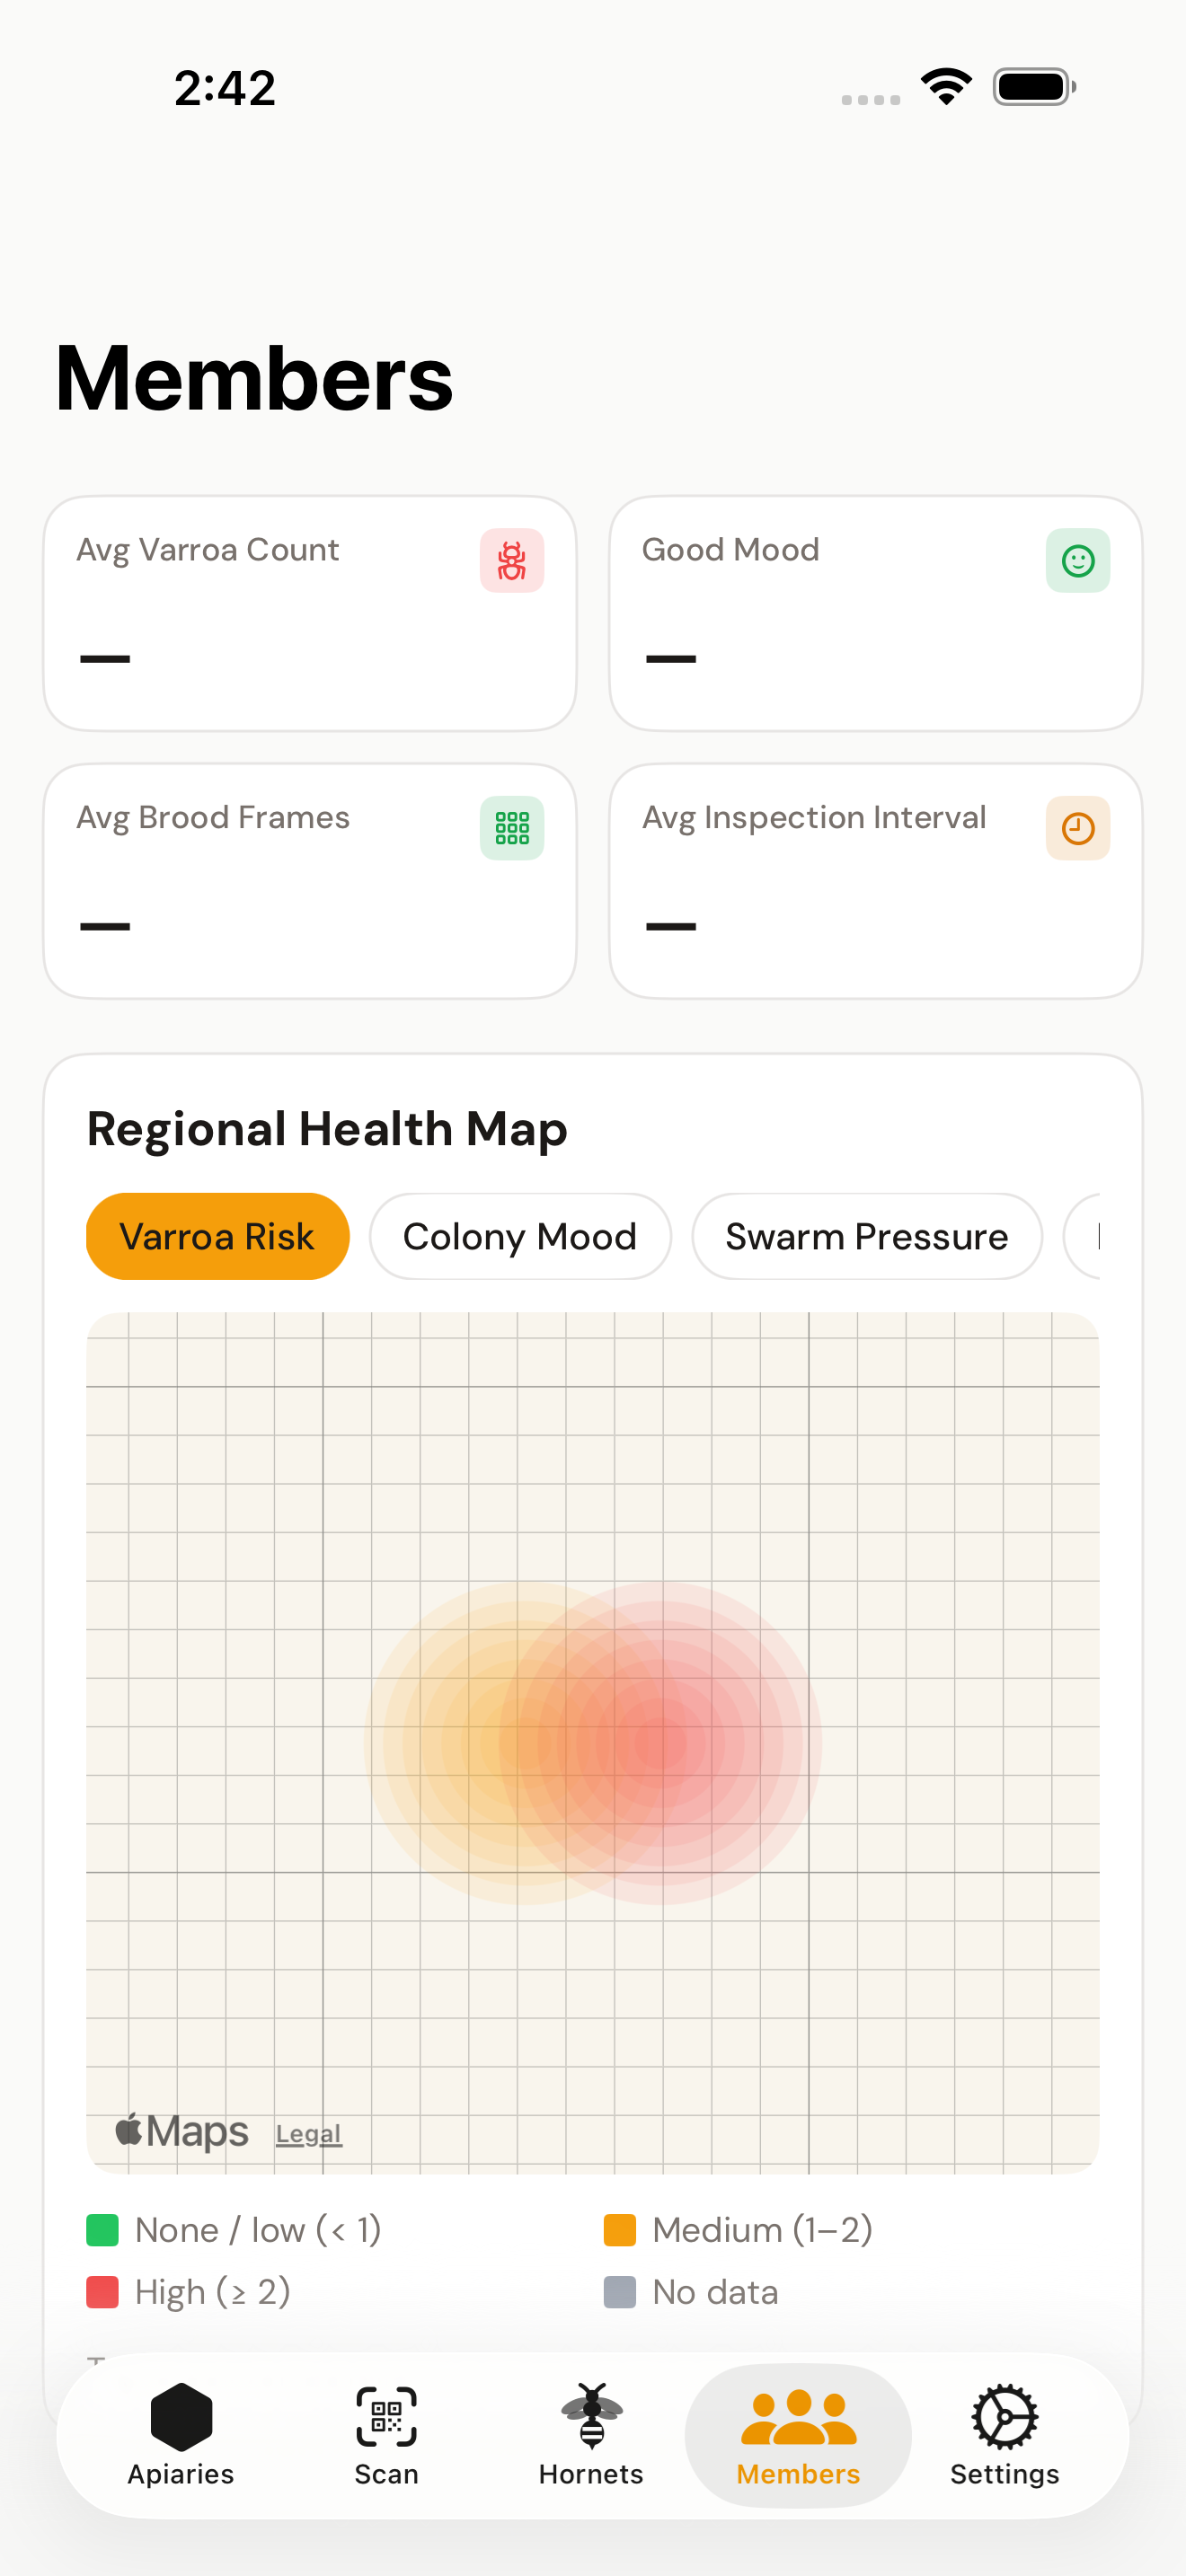 2:42
Members
Avg Varroa Count
—
Good Mood
—
Avg Brood Frames
—
Avg Inspection Interval
—
Regional Health Map
Varroa Risk
Colony Mood
Swarm Pressure
Maps
Legal
None / low (< 1)
Medium (1–2)
High (≥ 2)
No data
Apiaries
Scan
Hornets
Members
Settings